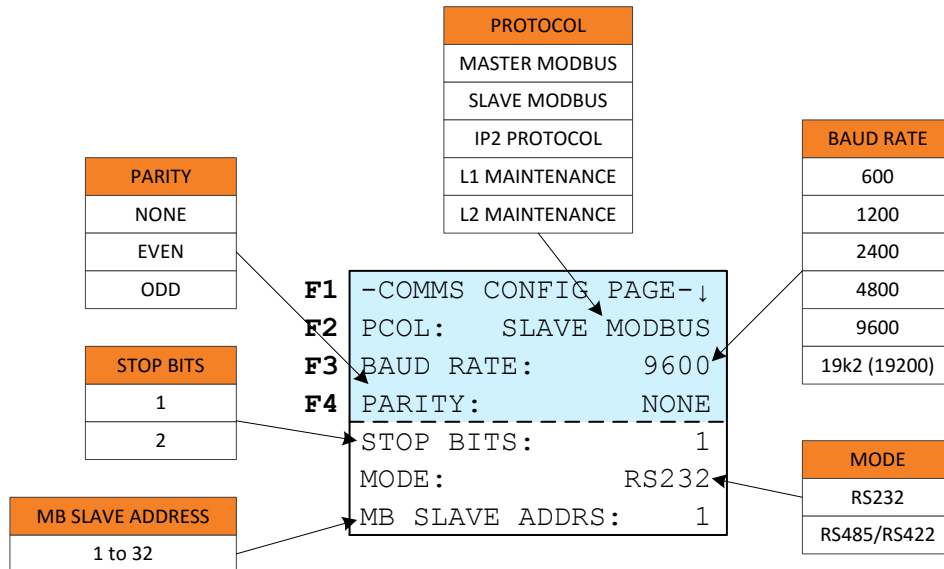 PROTOCOL
MASTER MODBUS
SLAVE MODBUS
IP2 PROTOCOL
L1 MAINTENANCE
L2 MAINTENANCE
BAUD RATE
600
1200
2400
4800
9600
19k2 (19200)
PARITY
NONE
EVEN
ODD
F1 -COMMS CONFIG PAGE-↓
F2 PCOL: SLAVE MODBUS
F3 BAUD RATE: 9600
F4 PARITY: NONE
STOP BITS: 1
MODE: RS232
MB SLAVE ADDRS: 1
STOP BITS
1
2
MODE
RS232
RS485/RS422
MB SLAVE ADDRESS
1 to 32